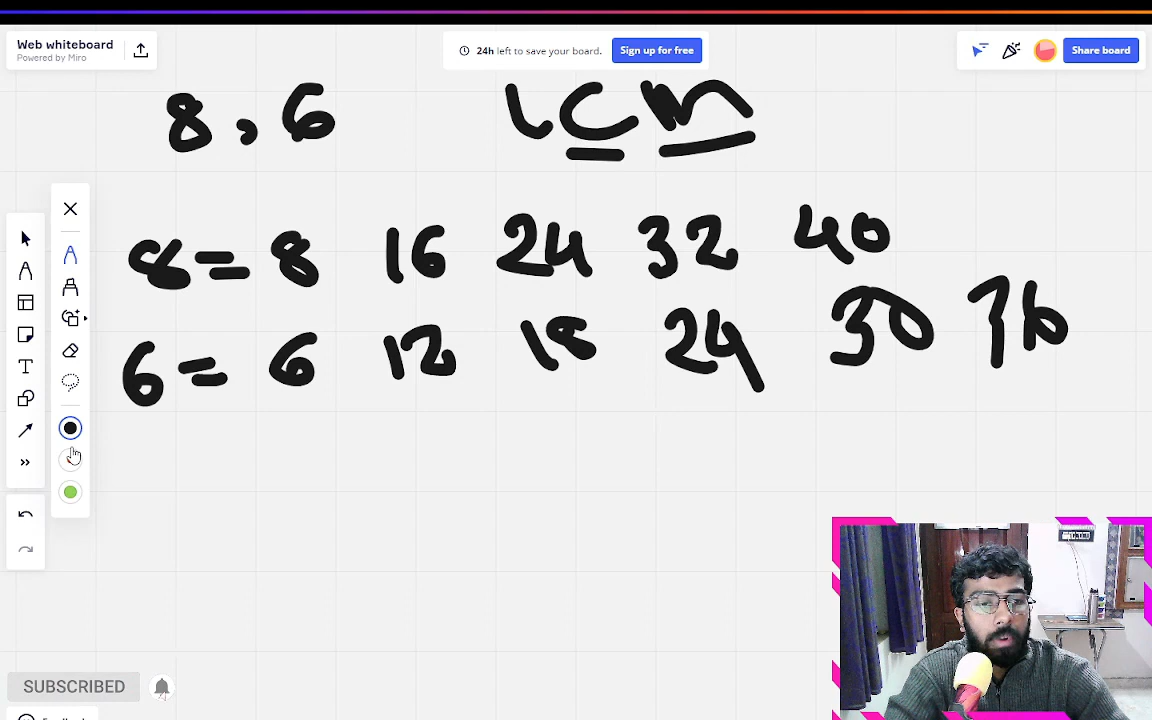 Web whiteboard
Powered by Miro
24h left to save your board.
Sign up for free
Share board
8, 6 LCM
8 = 8 16 24 32 40
6 = 6 12 18 24 30 36
T
SUBSCRIBED